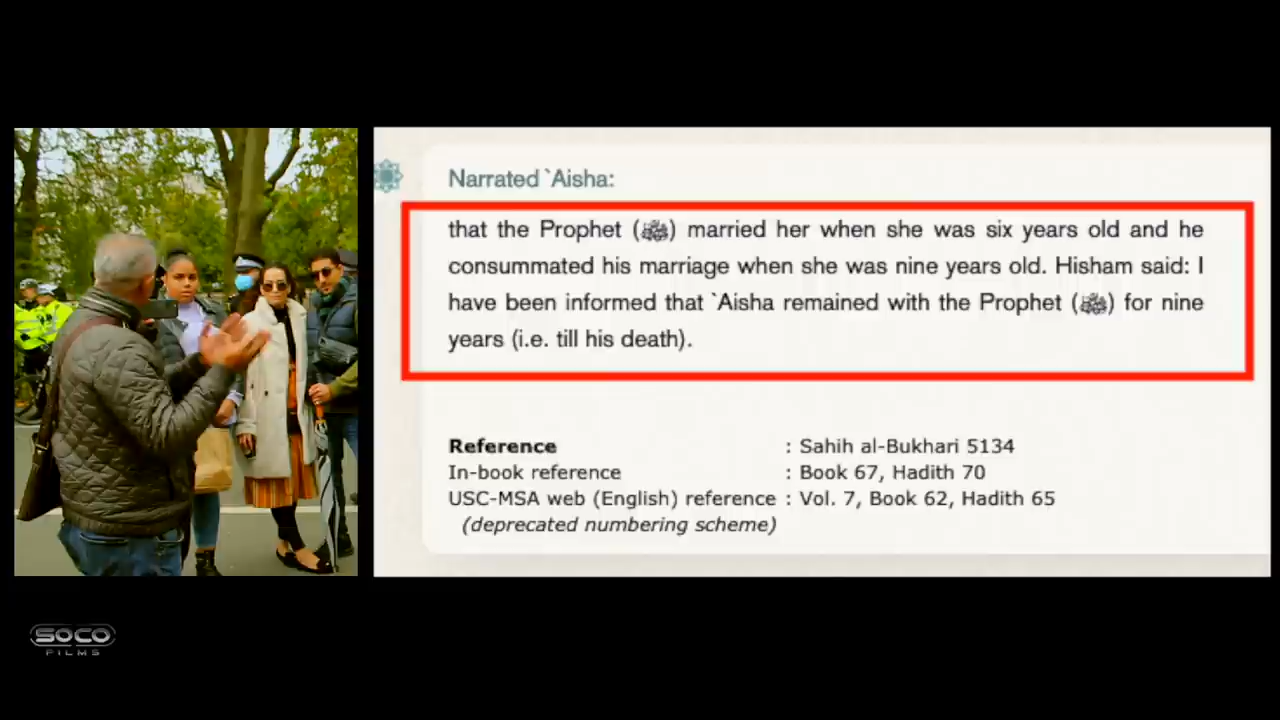 Narrated `Aisha:
that the Prophet (ﷺ) married her when she was six years old and he
consummated his marriage when she was nine years old. Hisham said: I
have been informed that `Aisha remained with the Prophet (ﷺ) for nine
years (i.e. till his death).
Reference : Sahih al-Bukhari 5134
In-book reference : Book 67, Hadith 70
USC-MSA web (English) reference : Vol. 7, Book 62, Hadith 65
(deprecated numbering scheme)
SOCO
FILMS